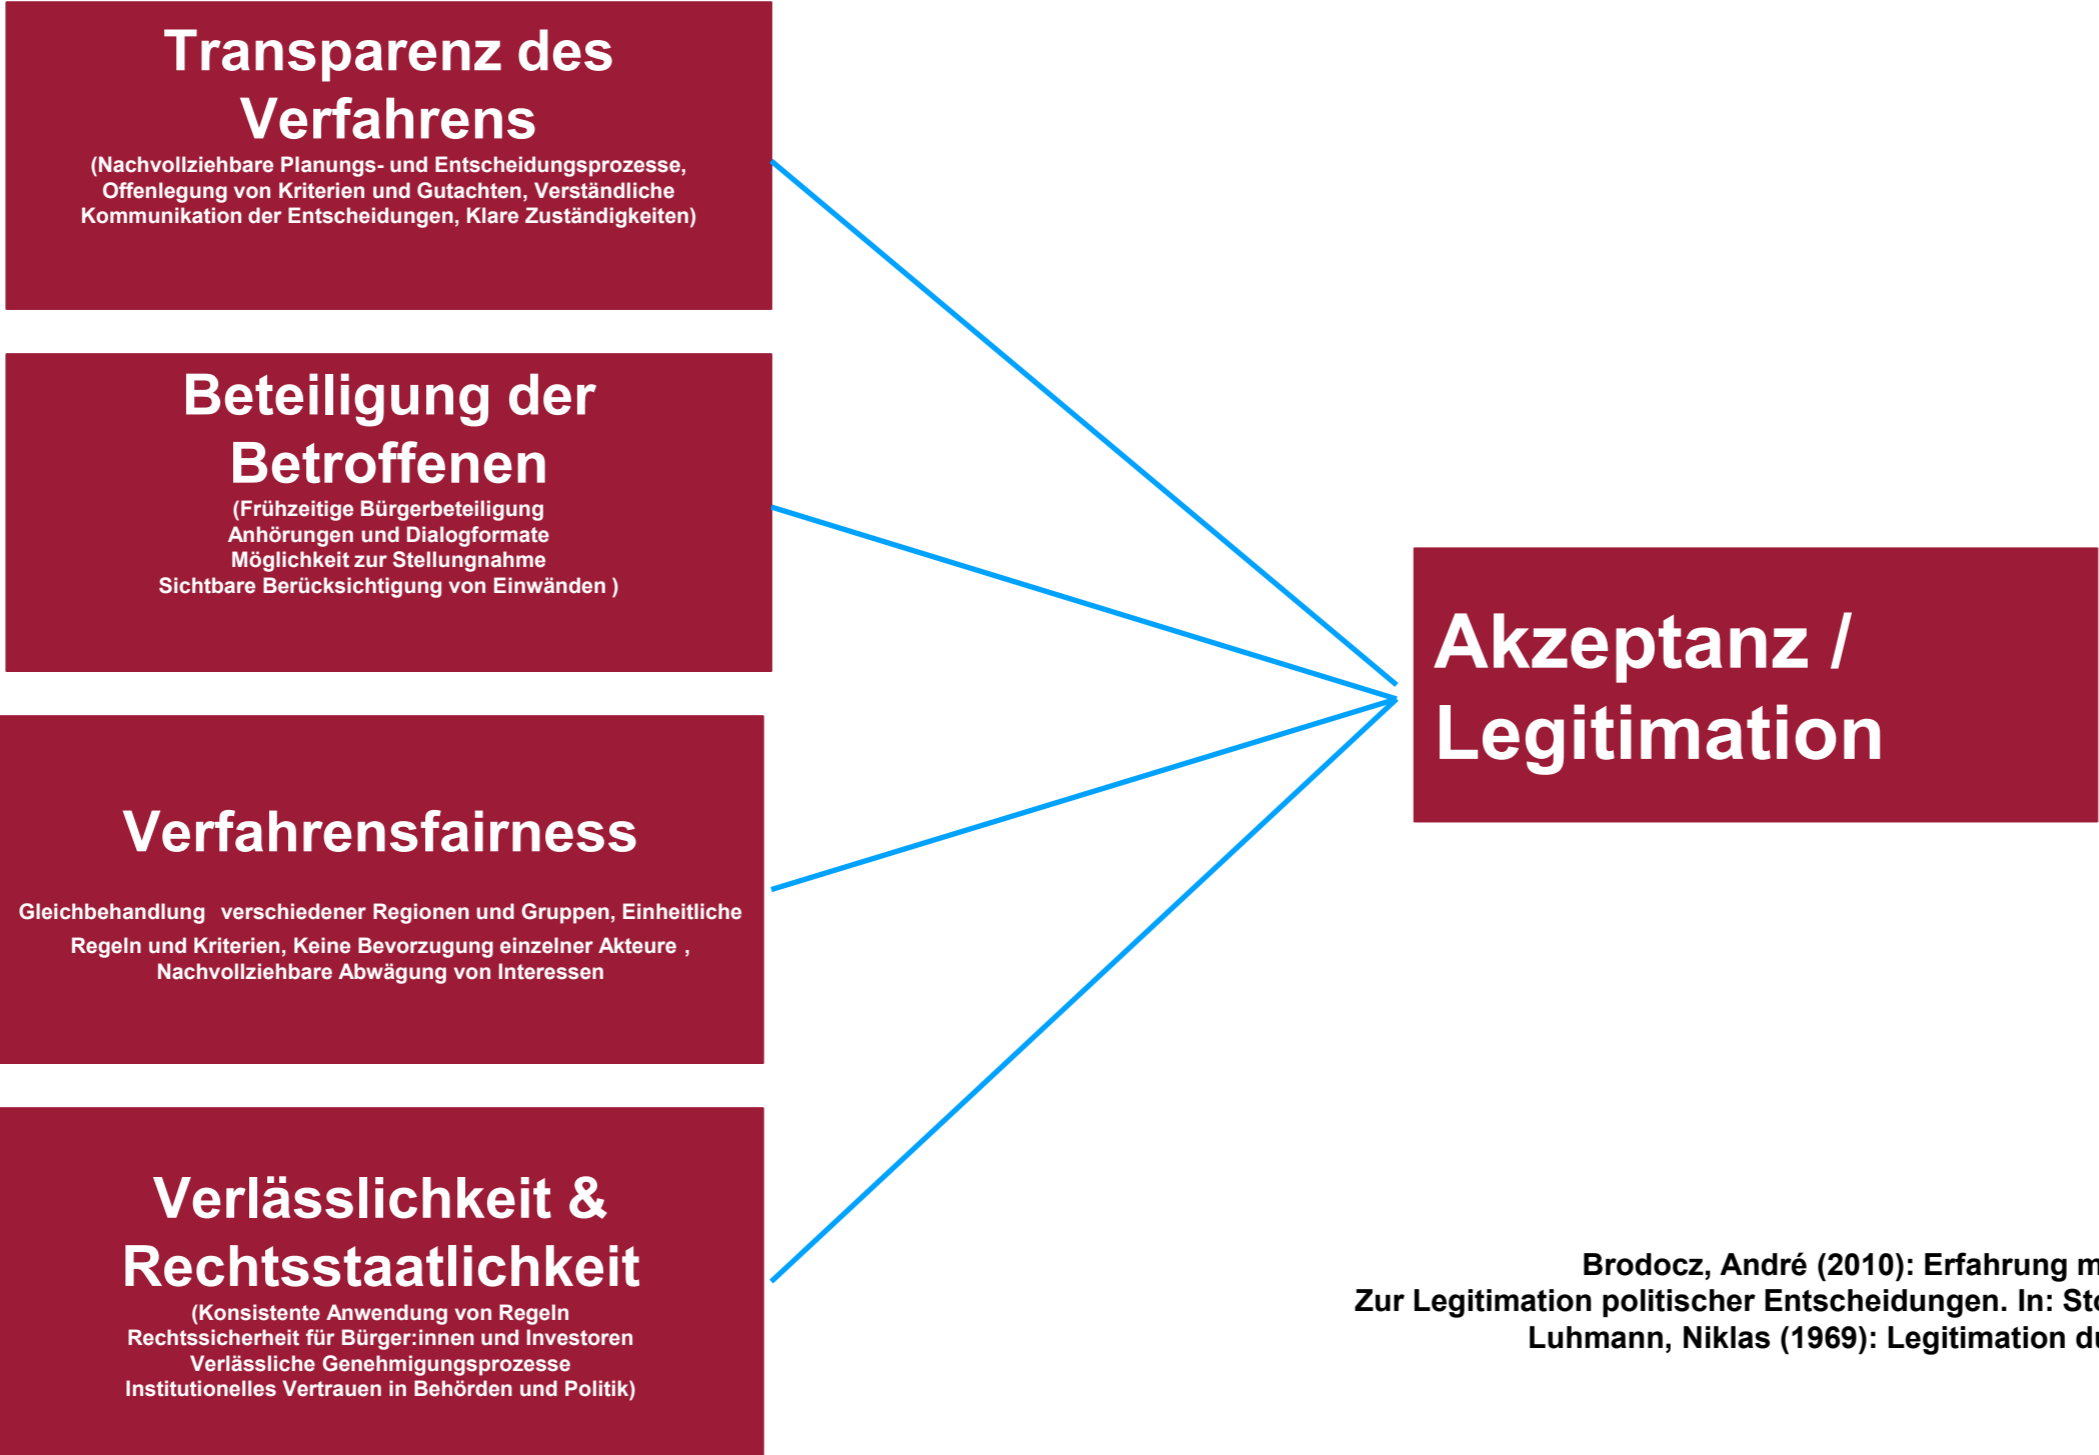 Transparenz des
Verfahrens
(Nachvollziehbare Planungs- und Entscheidungsprozesse,
Offenlegung von Kriterien und Gutachten, Verständliche
Kommunikation der Entscheidungen, Klare Zuständigkeiten)
Beteiligung der
Betroffenen
(Frühzeitige Bürgerbeteiligung
Anhörungen und Dialogformate
Möglichkeit zur Stellungnahme
Sichtbare Berücksichtigung von Einwänden )
Verfahrensfairness
Gleichbehandlung verschiedener Regionen und Gruppen, Einheitliche
Regeln und Kriterien, Keine Bevorzugung einzelner Akteure ,
Nachvollziehbare Abwägung von Interessen
Verlässlichkeit &
Rechtsstaatlichkeit
(Konsistente Anwendung von Regeln
Rechtssicherheit für Bürger:innen und Investoren
Verlässliche Genehmigungsprozesse
Institutionelles Vertrauen in Behörden und Politik)
Akzeptanz /
Legitimation
Brodocz, André (2010): Erfahrung
Zur Legitimation politischer Entscheidungen. In:
Luhmann, Niklas (1969): Legitimation